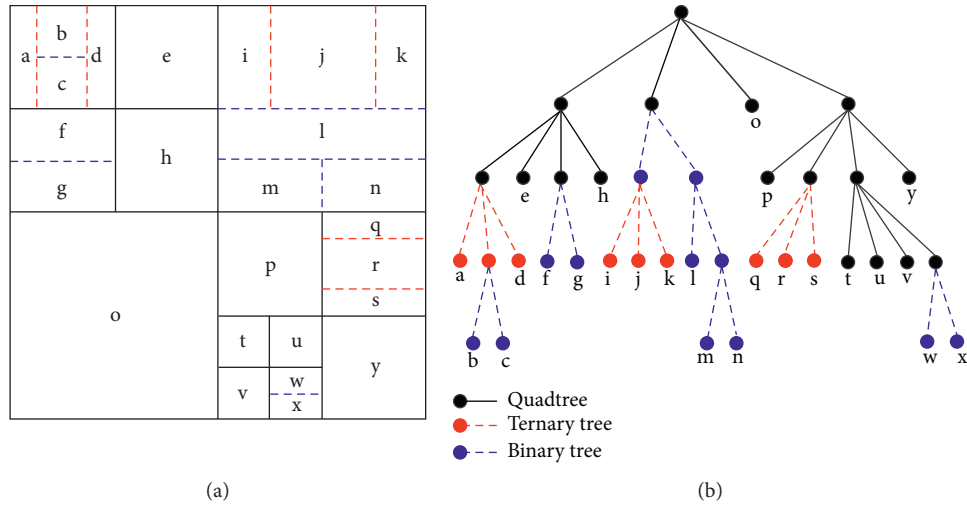 b
a
d
e
i
j
k
c
f
l
h
g
m
n
q
p
r
s
o
t
u
w
y
v
x
(a)
o
e
h
p
y
a
d
f
g
i
j
k
l
q
r
s
t
u
v
b
c
m
n
w
x
Quadtree
Ternary tree
Binary tree
(b)